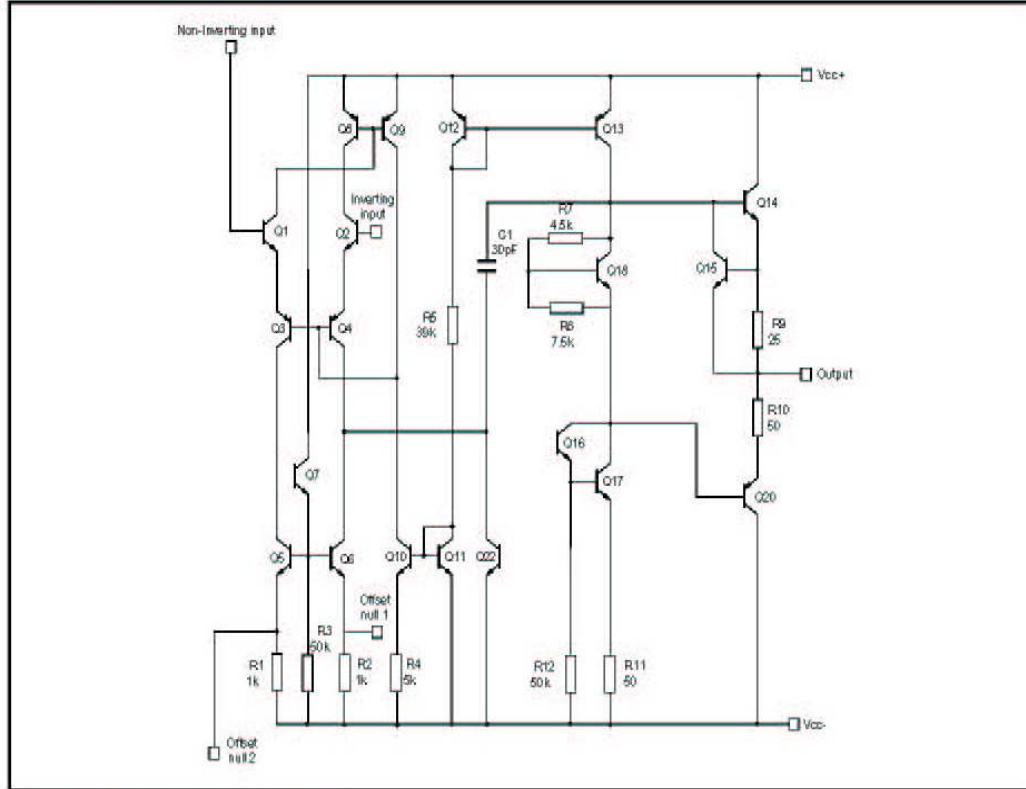 Non-Inverting input
Vcc+
Q8
Q9
Q12
Q13
Inverting
input
Q1
Q2
C1
30pF
R7
4.5k
Q14
Q18
Q15
Q3
Q4
R5
39k
R6
7.5k
R9
25
Output
R10
50
Q7
Q16
Q17
Q20
Q5
Q6
Q10
Q11
Q22
Offset
null 1
R3
50k
R1
1k
R2
1k
R4
5k
R12
50k
R11
50
Vcc-
Offset
null2